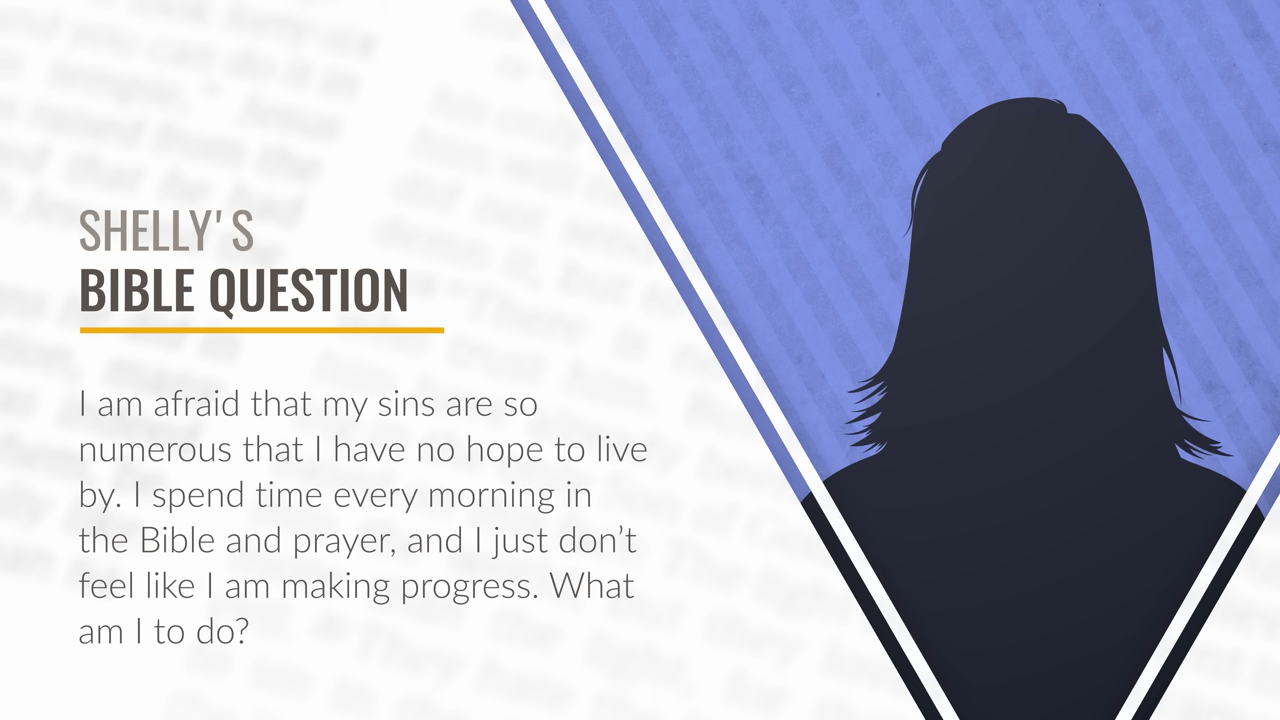 SHELLY'S
BIBLE QUESTION
I am afraid that my sins are so
numerous that I have no hope to live
by. I spend time every morning in
the Bible and prayer, and I just don’t
feel like I am making progress. What
am I to do?